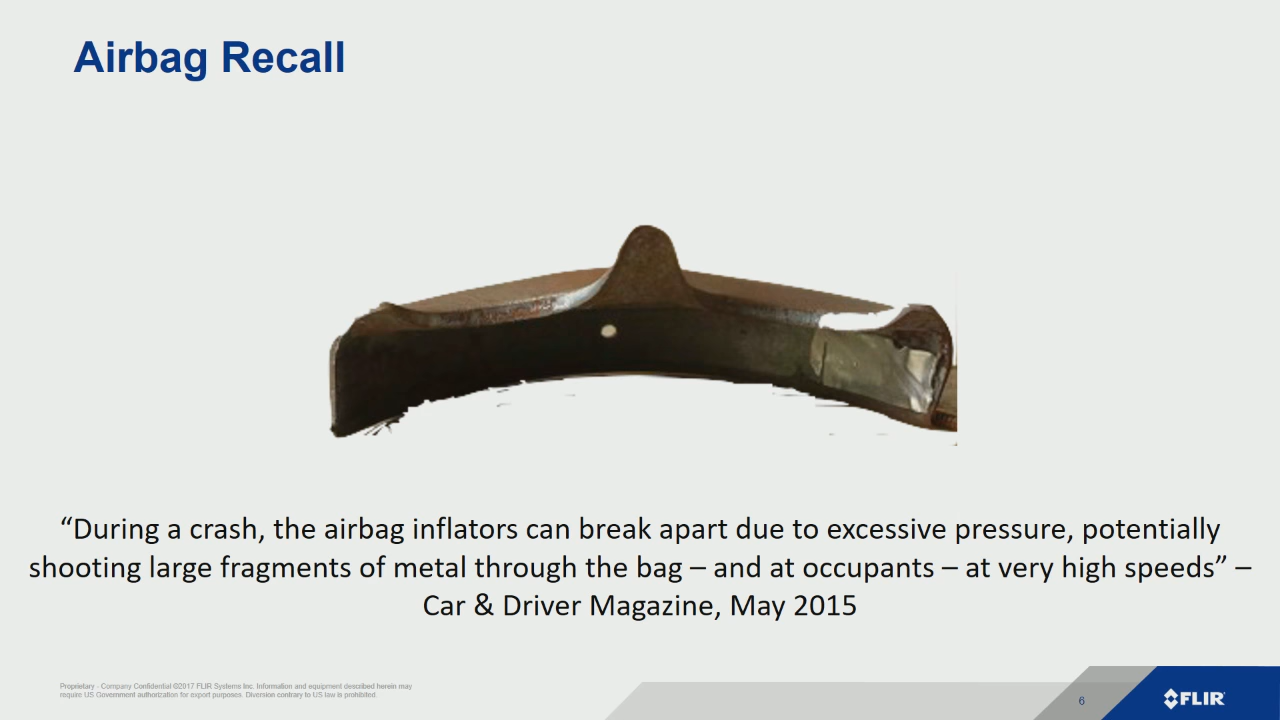 Airbag Recall
“During a crash, the airbag inflators can break apart due to excessive pressure, potentially
shooting large fragments of metal through the bag – and at occupants – at very high speeds” –
Car & Driver Magazine, May 2015
Proprietary - Company Confidential ©2017 FLIR Systems Inc. Information and equipment described herein may
require US Government authorization for export purposes. Diversion contrary to US law is prohibited.
6
FLIR